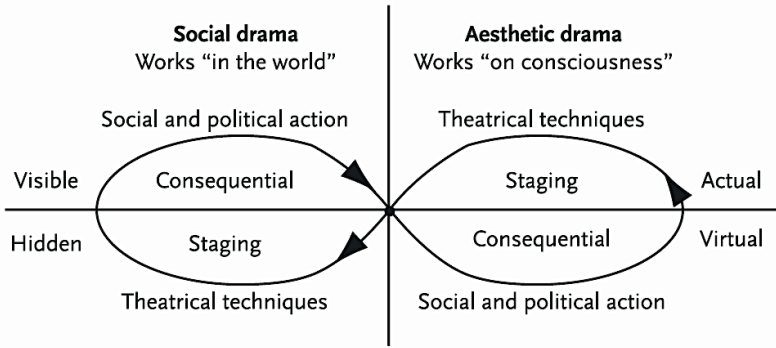 Social drama
Works “in the world”
Aesthetic drama
Works “on consciousness”
Social and political action
Theatrical techniques
Visible
Consequential
Staging
Actual
Hidden
Staging
Consequential
Virtual
Theatrical techniques
Social and political action